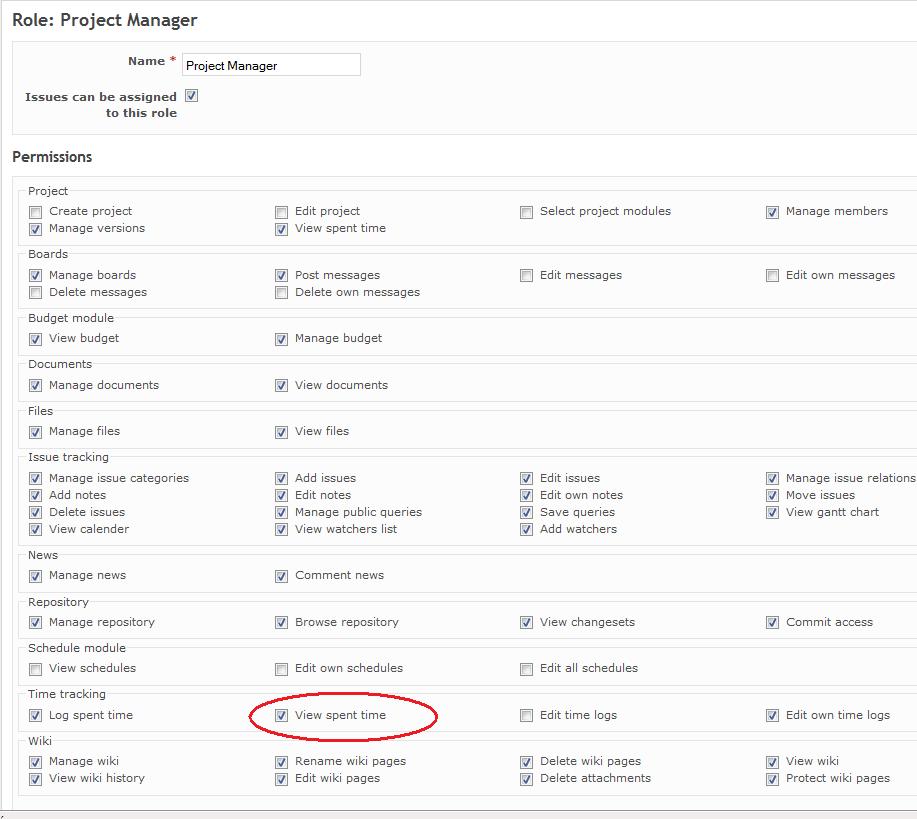 Role: Project Manager
Name * Project Manager
Issues can be assigned
to this role
Permissions
Project
Create project Edit project Select project modules Manage members
Manage versions View spent time
Boards
Manage boards Post messages Edit messages Edit own messages
Delete messages Delete own messages
Budget module
View budget Manage budget
Documents
Manage documents View documents
Files
Manage files View files
Issue tracking
Manage issue categories Add issues Edit issues Manage issue relations
Add notes Edit notes Edit own notes Move issues
Delete issues Manage public queries Save queries View gantt chart
View calender View watchers list Add watchers
News
Manage news Comment news
Repository
Manage repository Browse repository View changesets Commit access
Schedule module
View schedules Edit own schedules Edit all schedules
Time tracking
Log spent time View spent time Edit time logs Edit own time logs
Wiki
Manage wiki Rename wiki pages Delete wiki pages View wiki
View wiki history Edit wiki pages Delete attachments Protect wiki pages